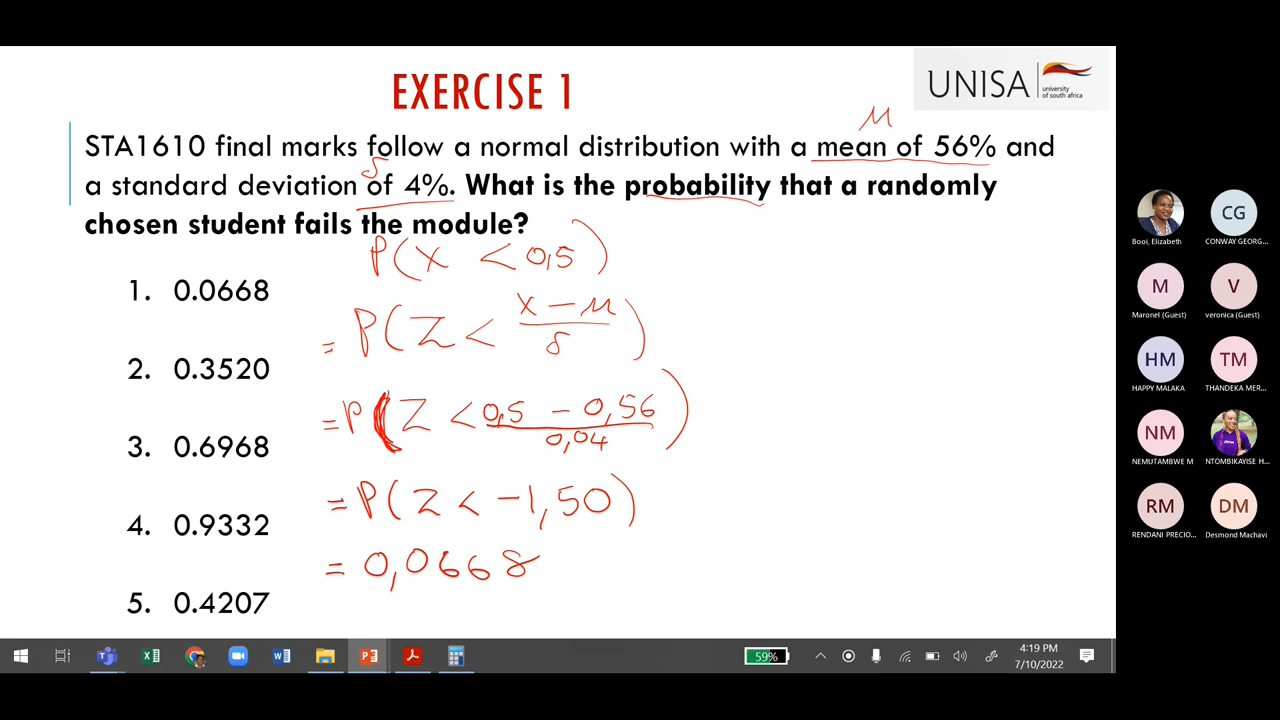 EXERCISE 1
UNISA
university
of south africa
μ
STA1610 final marks follow a normal distribution with a mean of 56% and
δ
a standard deviation of 4%. What is the probability that a randomly
chosen student fails the module?
P(X < 0,5)
1. 0.0668
= P(Z < x - μ / δ)
2. 0.3520
= P(Z < 0,5 - 0,56 / 0,04)
3. 0.6968
= P(Z < -1,50)
4. 0.9332
= 0,0668
5. 0.4207
Booi, Elizabeth
CG
CONWAY GEORG...
M
Maronel (Guest)
V
veronica (Guest)
HM
HAPPY MALAKA
TM
THANDEKA MER...
NM
NEMUTAMBWE M
NTOMBIKAYISE H...
RM
RENDANI PRECIO...
DM
Desmond Machavi
59%
4:19 PM
7/10/2022